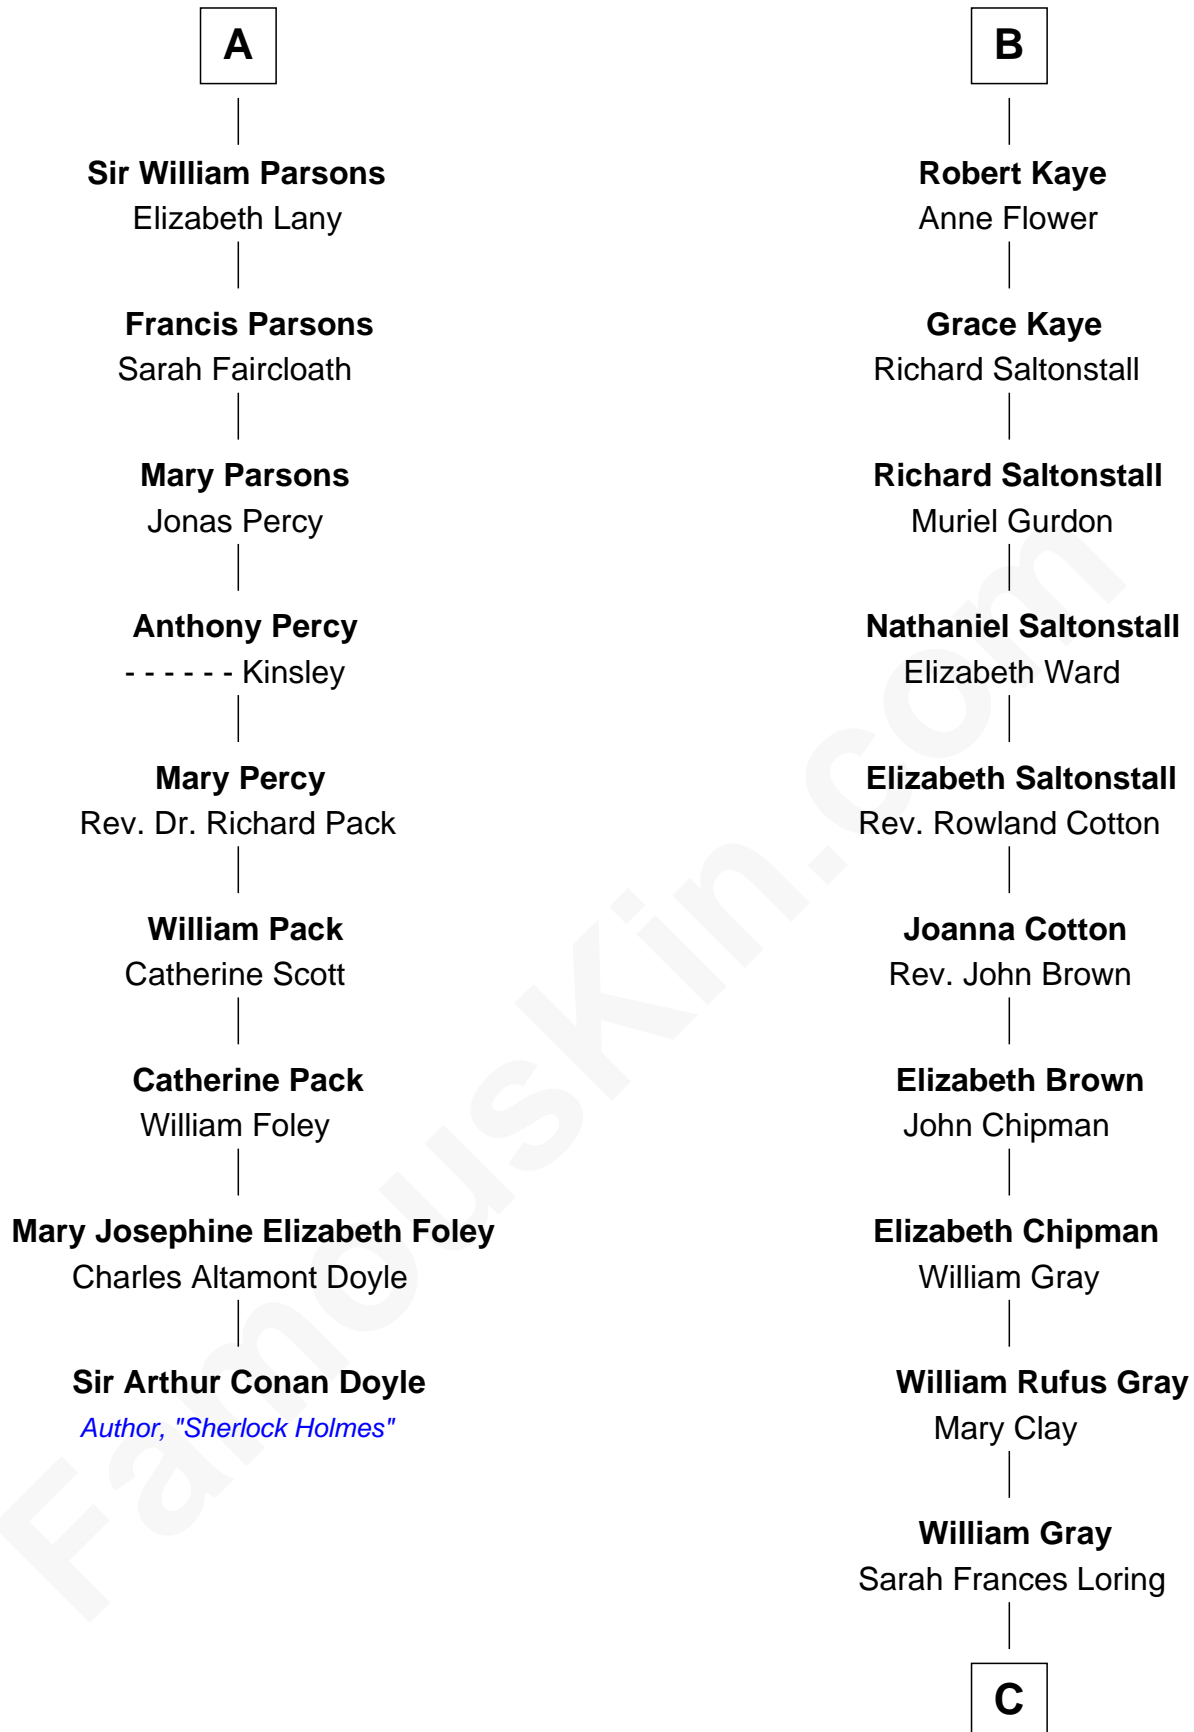 A
Sir William Parsons
Elizabeth Lany
Francis Parsons
Sarah Faircloath
Mary Parsons
Jonas Percy
Anthony Percy
- - - - - - Kinsley
Mary Percy
Rev. Dr. Richard Pack
William Pack
Catherine Scott
Catherine Pack
William Foley
Mary Josephine Elizabeth Foley
Charles Altamont Doyle
Sir Arthur Conan Doyle
Author, "Sherlock Holmes"
B
Robert Kaye
Anne Flower
Grace Kaye
Richard Saltonstall
Richard Saltonstall
Muriel Gurdon
Nathaniel Saltonstall
Elizabeth Ward
Elizabeth Saltonstall
Rev. Rowland Cotton
Joanna Cotton
Rev. John Brown
Elizabeth Brown
John Chipman
Elizabeth Chipman
William Gray
William Rufus Gray
Mary Clay
William Gray
Sarah Frances Loring
C
FamousKin.com